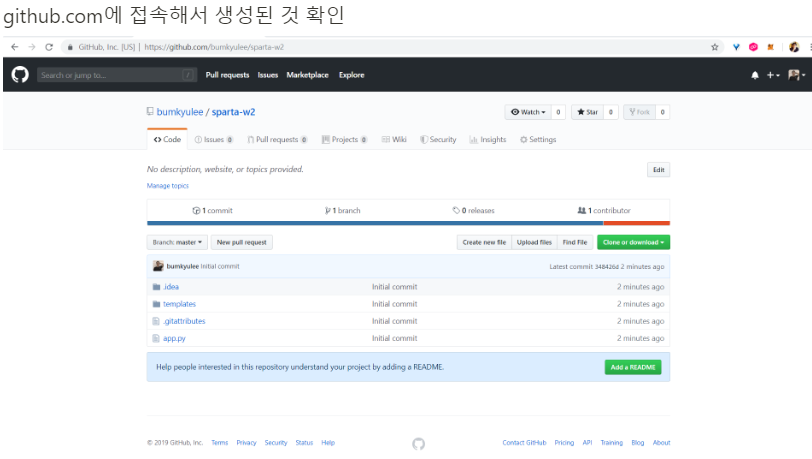 github.com에 접속해서 생성된 것 확인
GitHub, Inc. [US] | https://github.com/bumkyulee/sparta-w2
Search or jump to... / Pull requests Issues Marketplace Explore
bumkyulee / sparta-w2 Watch 0 Star 0 Fork 0
Code Issues 0 Pull requests 0 Projects 0 Wiki Security Insights Settings
No description, website, or topics provided. Edit
Manage topics
1 commit 1 branch 0 releases 1 contributor
Branch: master New pull request Create new file Upload files Find File Clone or download
bumkyulee Initial commit Latest commit 348426d 2 minutes ago
.idea Initial commit 2 minutes ago
templates Initial commit 2 minutes ago
.gitattributes Initial commit 2 minutes ago
app.py Initial commit 2 minutes ago
Help people interested in this repository understand your project by adding a README. Add a README
© 2019 GitHub, Inc. Terms Privacy Security Status Help Contact GitHub Pricing API Training Blog About